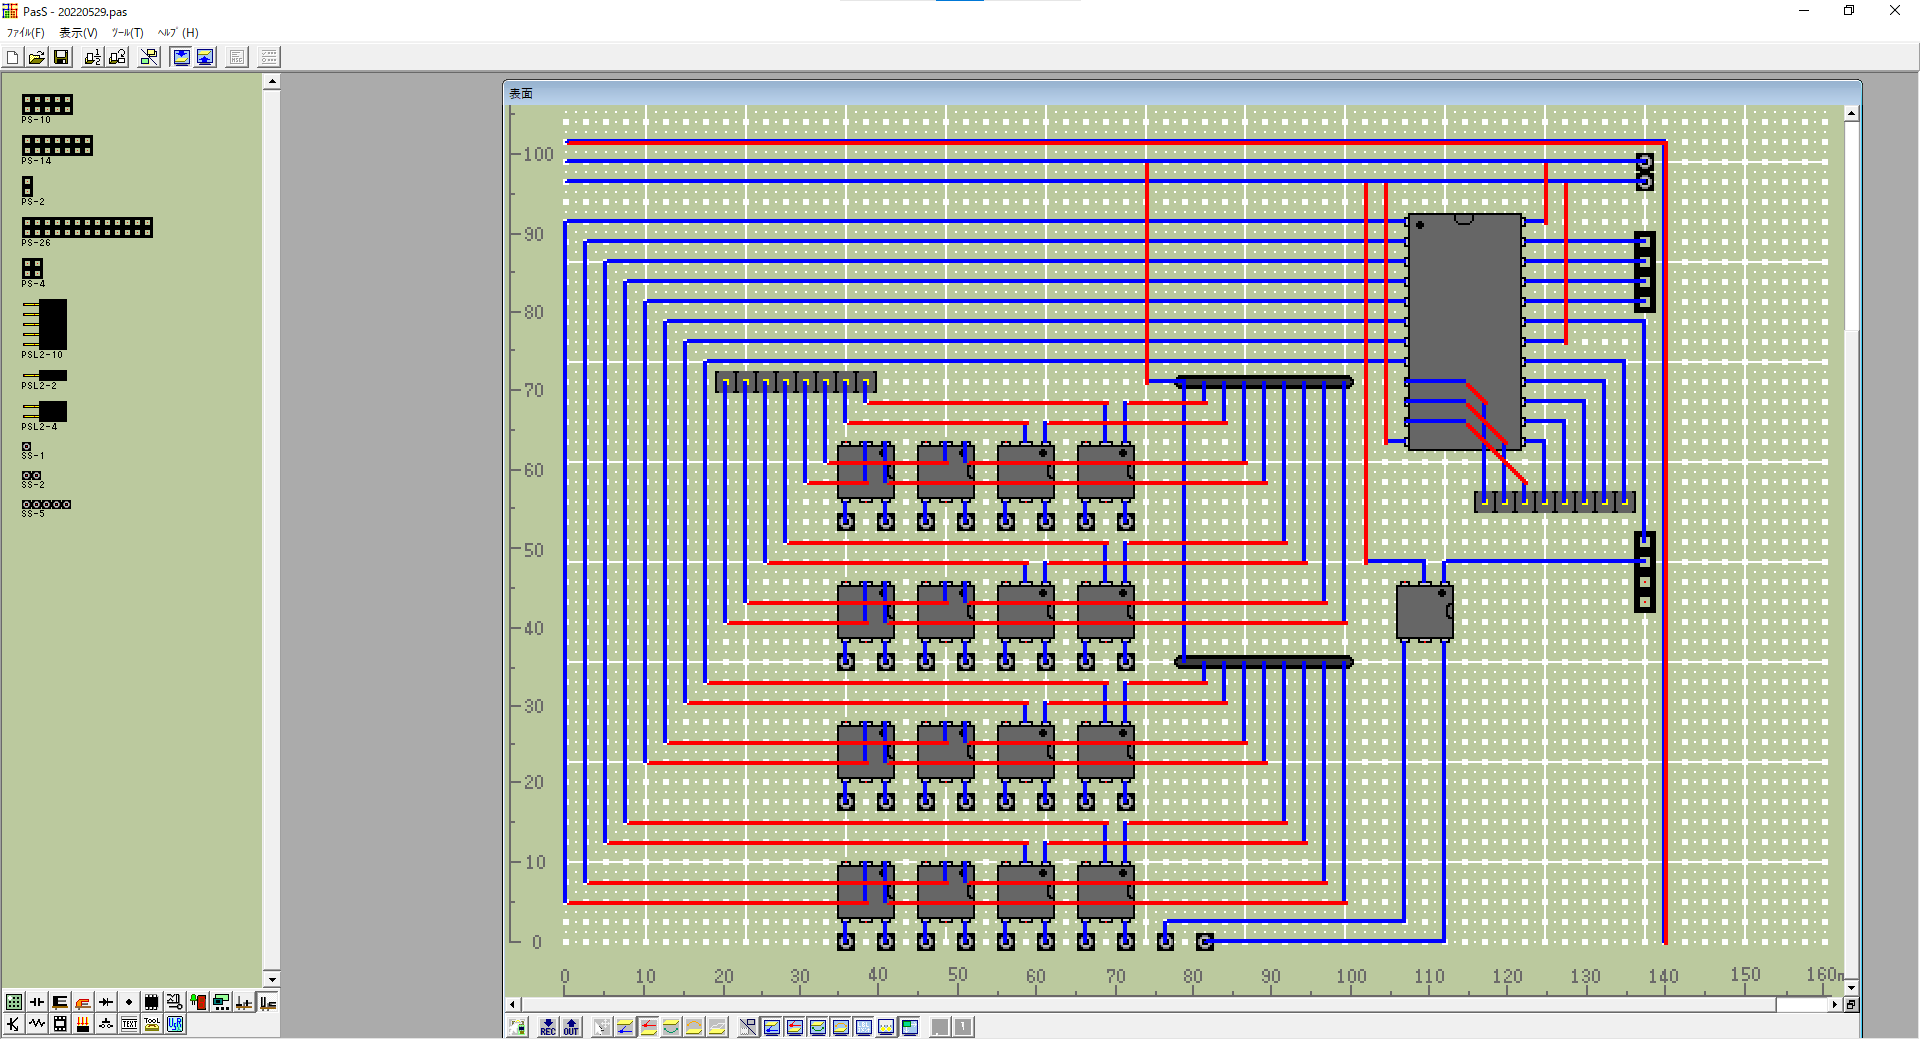 PasS - 20220529.pas
ﾌｧｲﾙ(F) 表示(V) ﾂｰﾙ(T) ﾍﾙﾌﾟ(H)
PS-10
PS-14
PS-2
PS-26
PS-4
PSL2-10
PSL2-2
PSL2-4
SS-1
SS-2
SS-5
TEXT TOOL
表面
100
90
80
70
60
50
40
30
20
10
0
0 10 20 30 40 50 60 70 80 90 100 110 120 130 140 150 160m
REC OUT